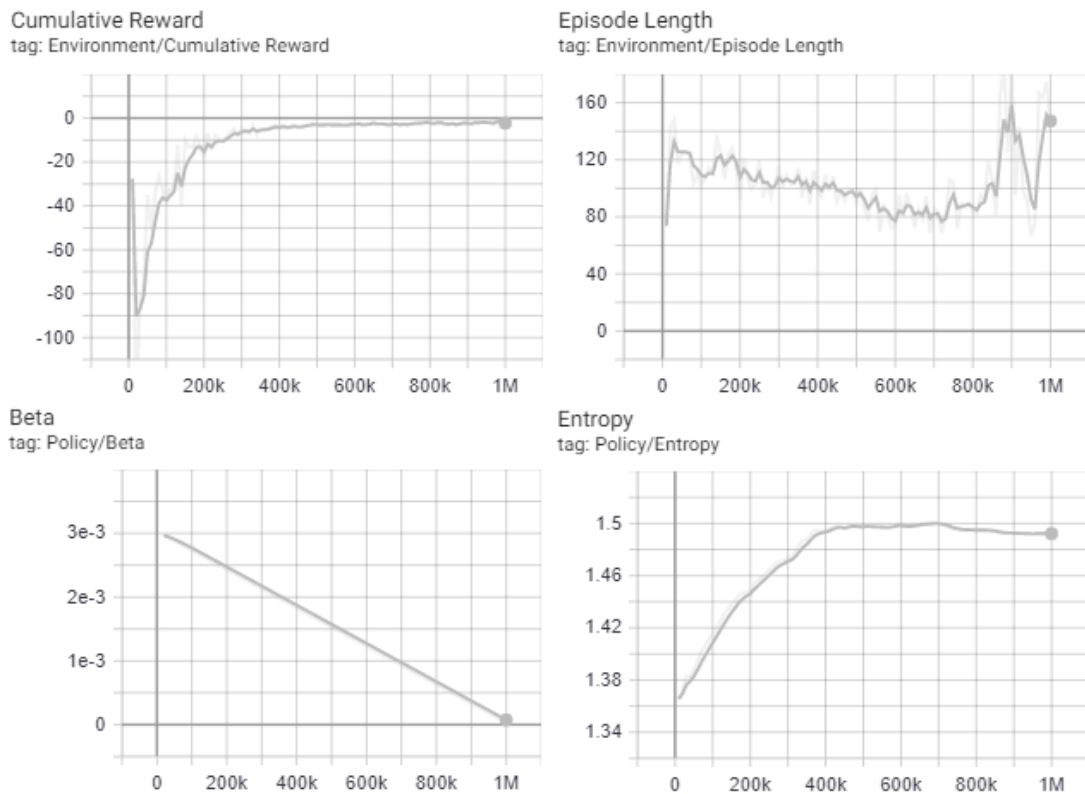 Cumulative Reward
tag: Environment/Cumulative Reward
0
-20
-40
-60
-80
-100
0 200k 400k 600k 800k 1M
Episode Length
tag: Environment/Episode Length
160
120
80
40
0
0 200k 400k 600k 800k 1M
Beta
tag: Policy/Beta
3e-3
2e-3
1e-3
0
0 200k 400k 600k 800k 1M
Entropy
tag: Policy/Entropy
1.5
1.46
1.42
1.38
1.34
0 200k 400k 600k 800k 1M